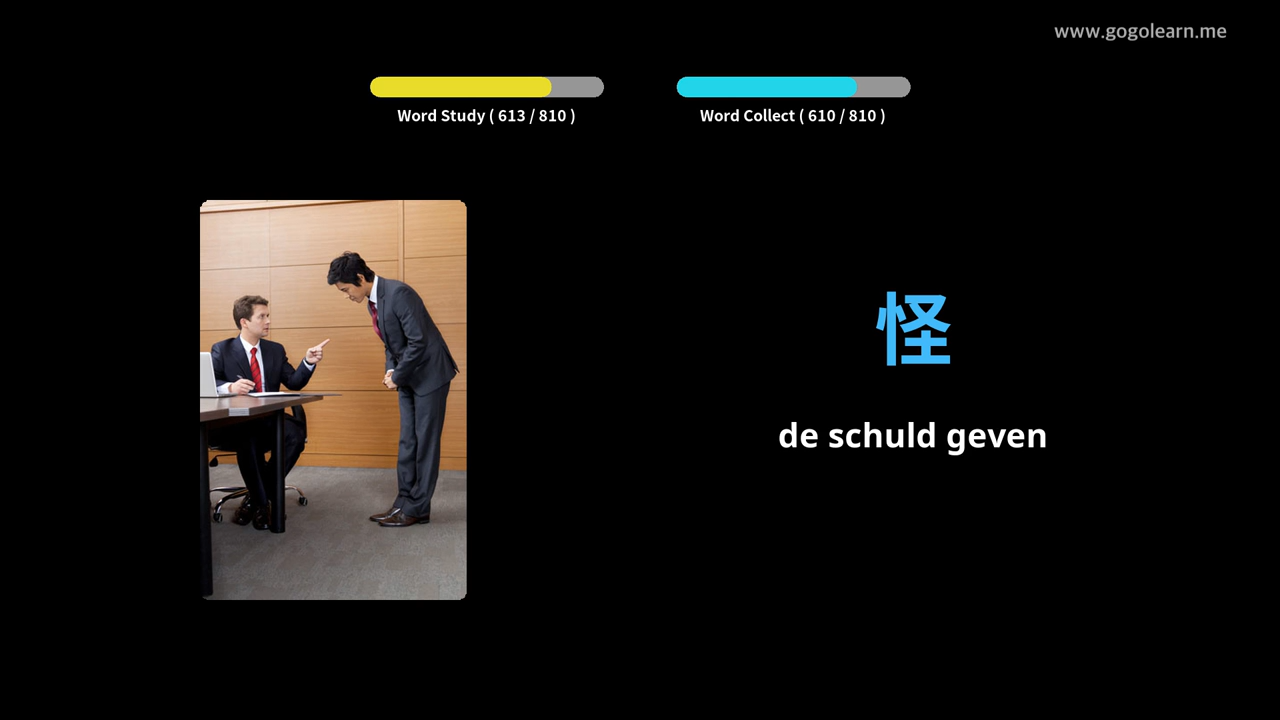 www.gogolearn.me
Word Study ( 613 / 810 )
Word Collect ( 610 / 810 )
怪
de schuld geven